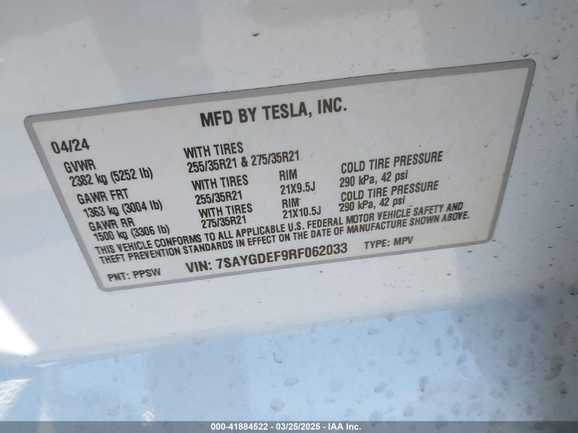 MFD BY TESLA, INC.
04/24
GVWR
2382 kg (5252 lb)
WITH TIRES
255/35R21 & 275/35R21
GAWR FRT
1363 kg (3004 lb)
WITH TIRES
255/35R21
RIM
21X9.5J
COLD TIRE PRESSURE
290 kPa, 42 psi
GAWR RR
1500 kg (3306 lb)
WITH TIRES
275/35R21
RIM
21X10.5J
COLD TIRE PRESSURE
290 kPa, 42 psi
THIS VEHICLE CONFORMS TO ALL APPLICABLE U.S. FEDERAL MOTOR VEHICLE SAFETY AND
THEFT PREVENTION STANDARDS IN EFFECT ON THE DATE OF MANUFACTURE SHOWN ABOVE.
PNT: PPSW VIN: 7SAYGDEF9RF062033 TYPE: MPV
000-41884522 — 03/25/2025 — IAA Inc.